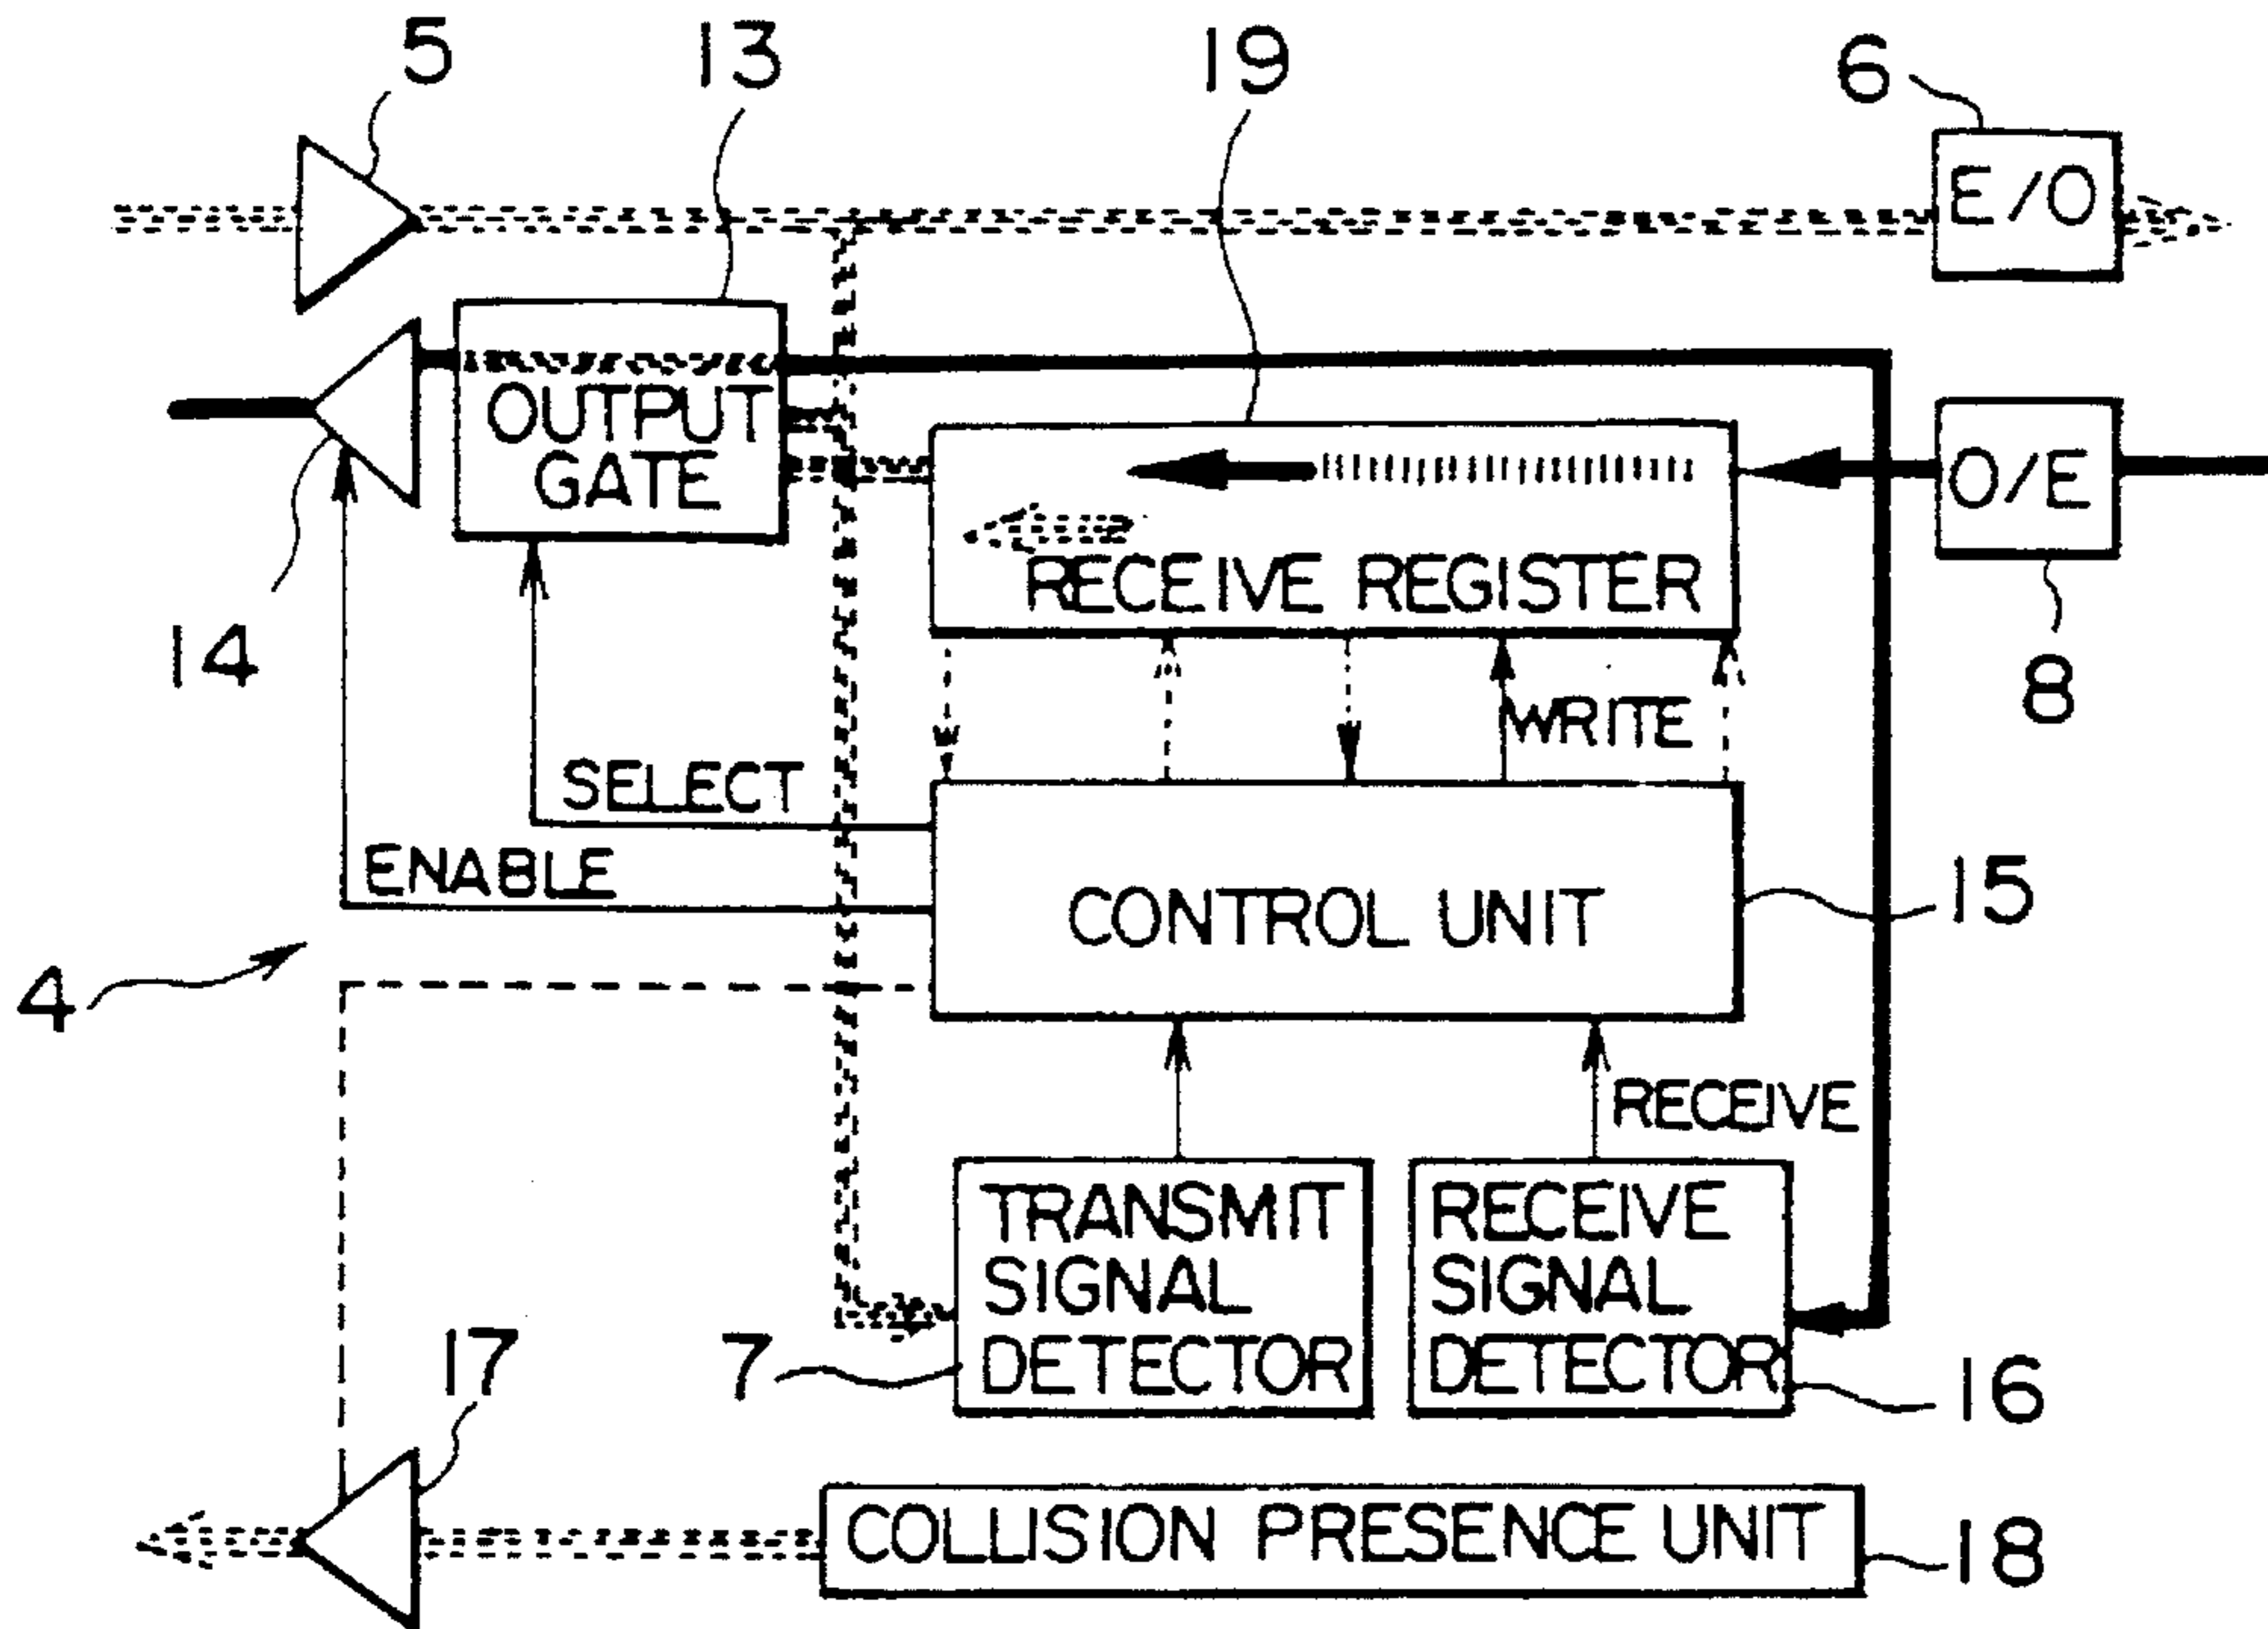 5
13
19
6
E/O
OUTPUT
GATE
O/E
RECEIVE REGISTER
14
8
WRITE
SELECT
ENABLE
CONTROL UNIT
15
4
RECEIVE
TRANSMIT
SIGNAL
DETECTOR
RECEIVE
SIGNAL
DETECTOR
17
7
16
COLLISION PRESENCE UNIT
18